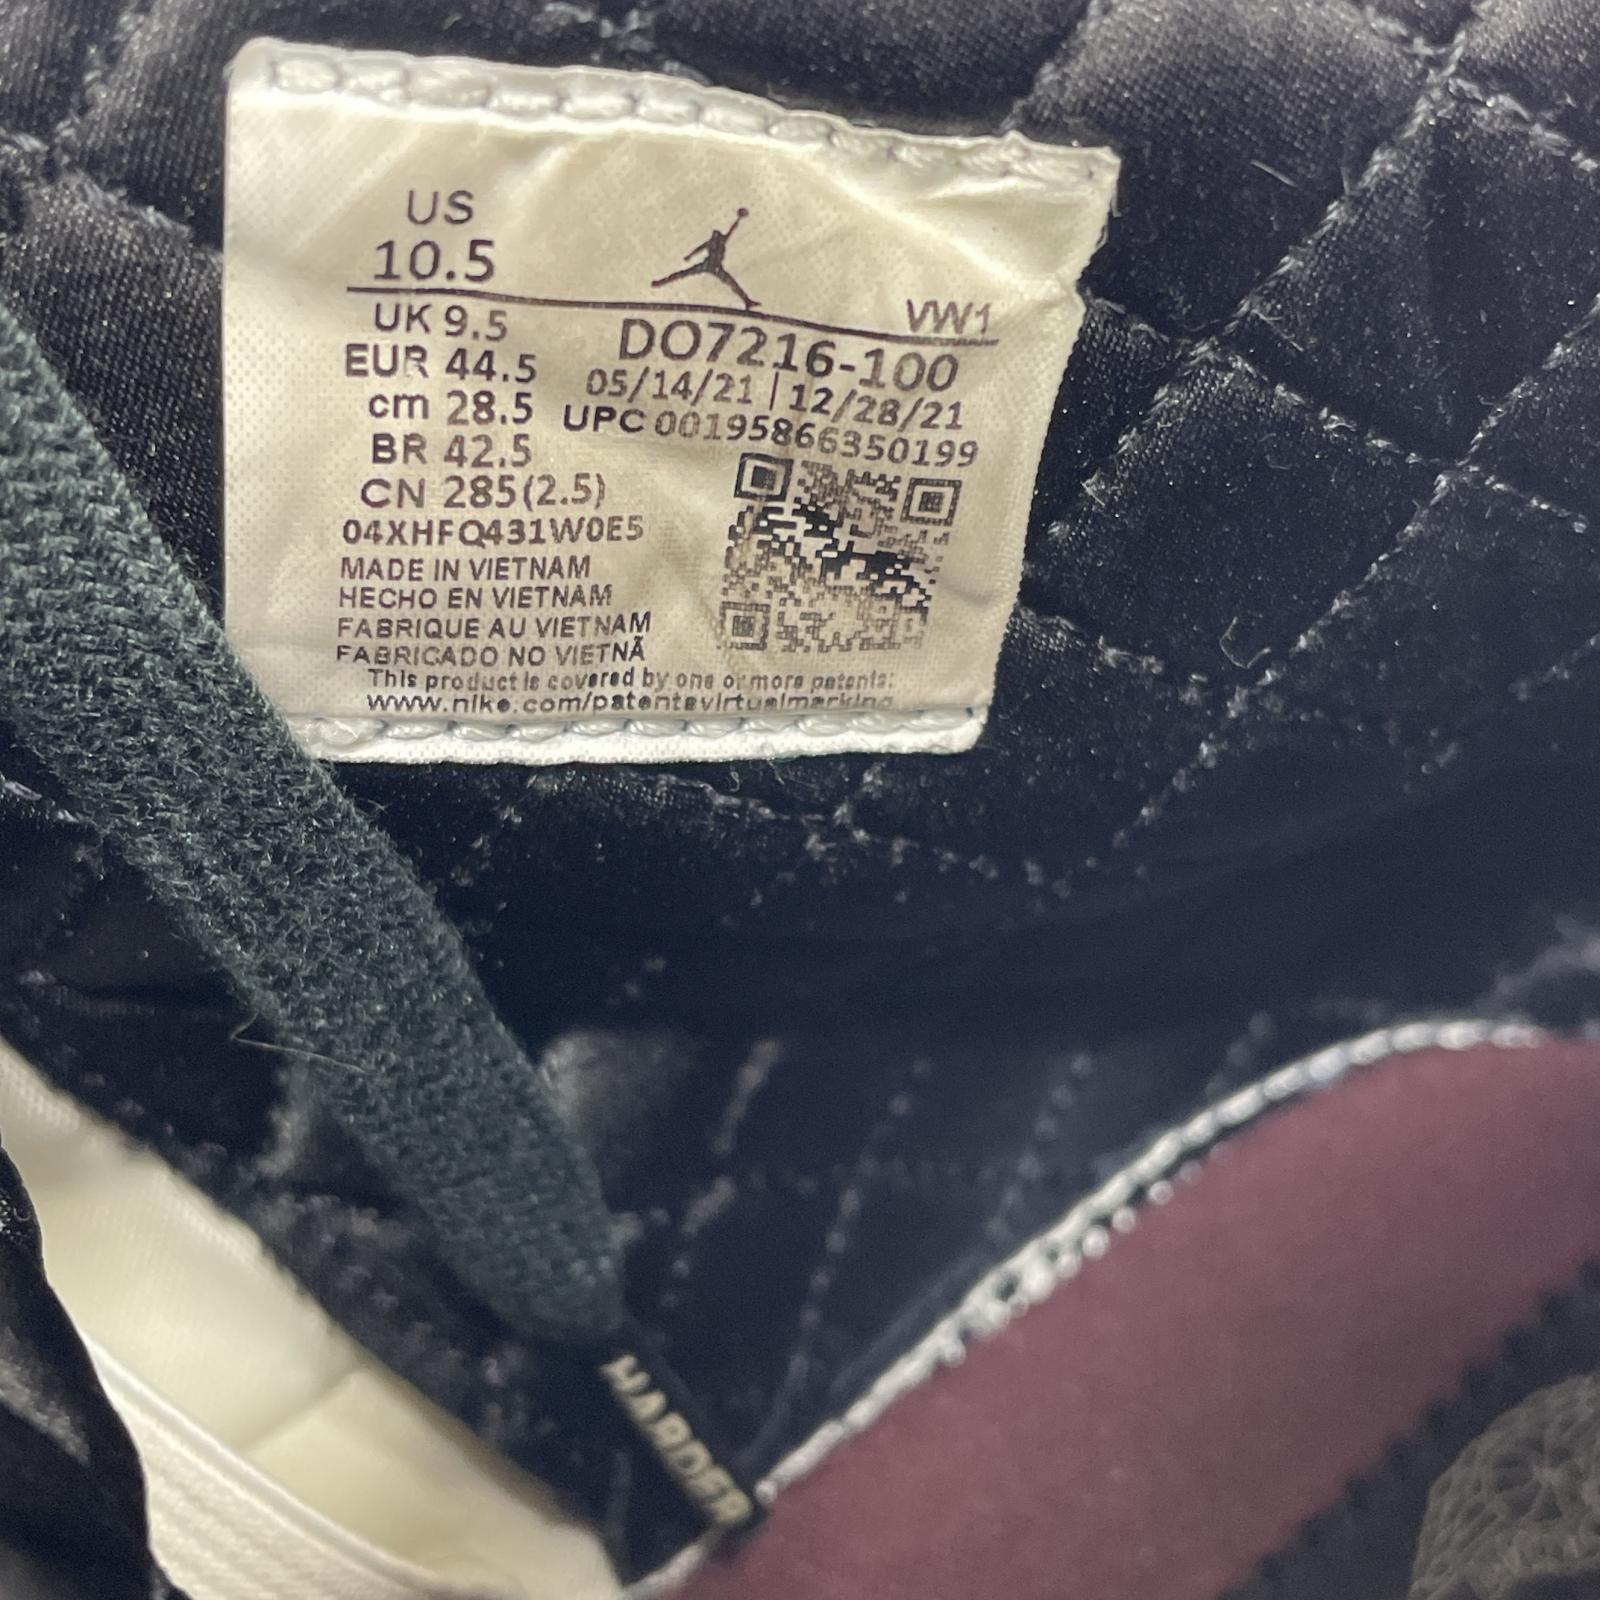 US
10.5
VW1
UK 9.5
EUR 44.5
cm 28.5
BR 42.5
CN 285(2.5)
DO7216-100
05/14/21 | 12/28/21
UPC 00195866350199
04XHFQ431W0E5
MADE IN VIETNAM
HECHO EN VIETNAM
FABRIQUE AU VIETNAM
FABRICADO NO VIETNÃ
This product is covered by one or more patents:
www.nike.com/patentsvirtualmarking
HARDER